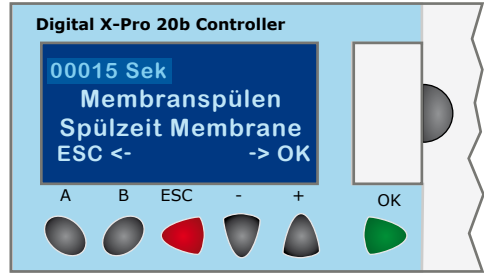 Digital X-Pro 20b Controller
00015 Sek
Membranspülen
Spülzeit Membrane
ESC <- -> OK
A B ESC - + OK